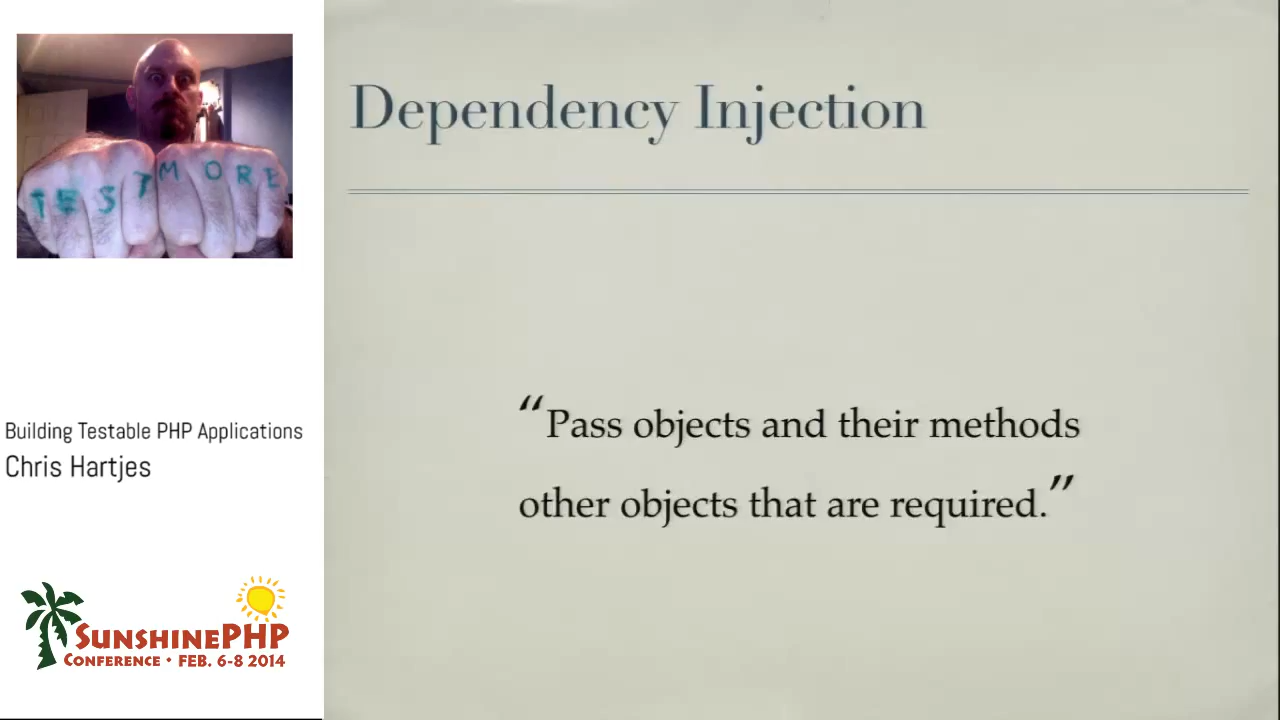 TEST MORE
Dependency Injection
“Pass objects and their methods
other objects that are required.”
Building Testable PHP Applications
Chris Hartjes
SUNSHINEPHP
CONFERENCE • FEB. 6-8 2014